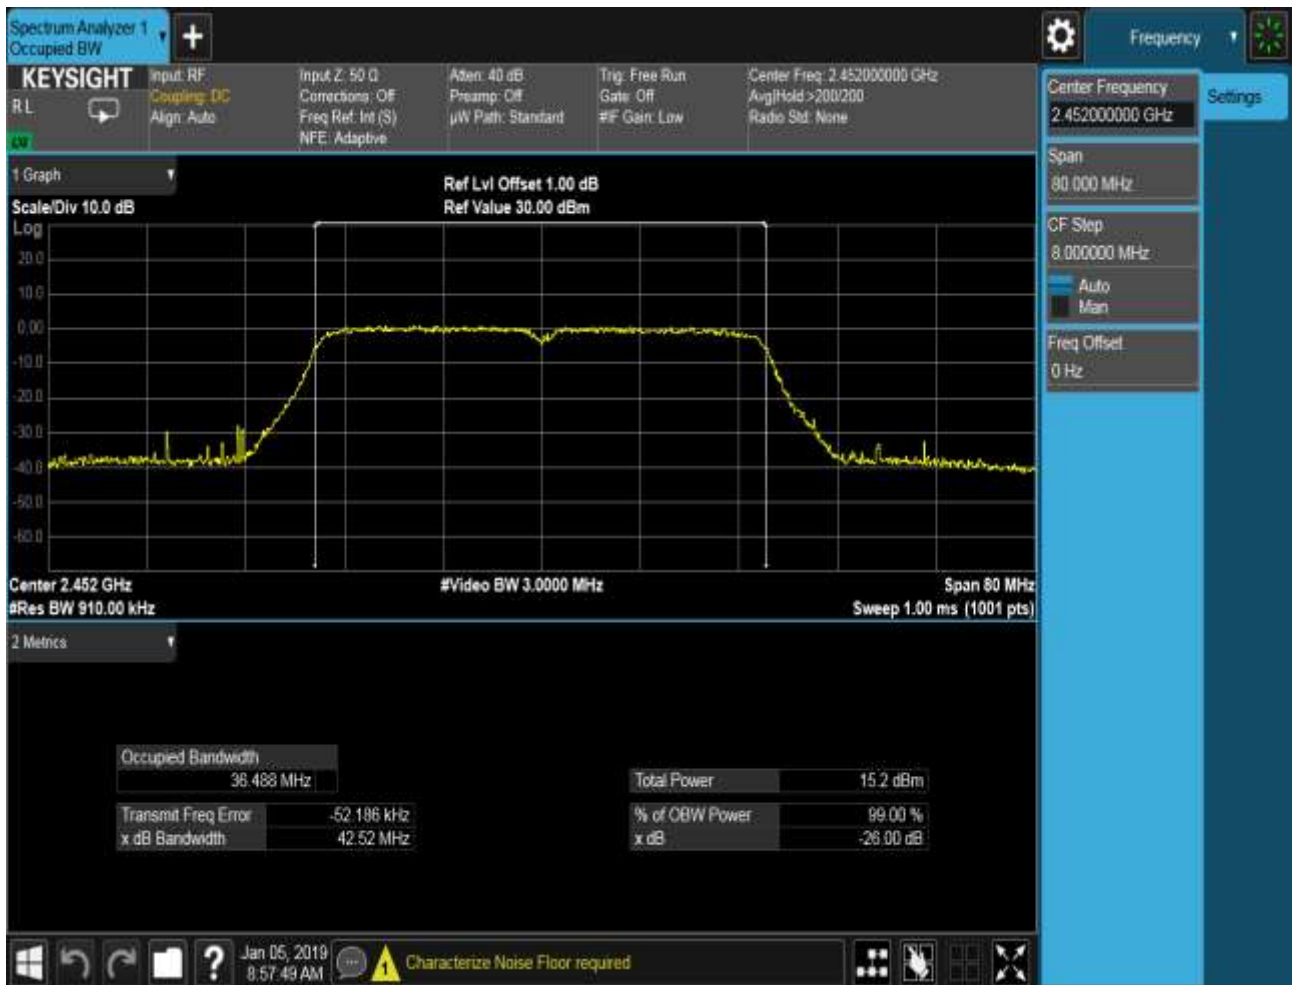 Spectrum Analyzer 1
Occupied BW
Frequency
KEYSIGHT
R L
Input: RF
Coupling: DC
Align: Auto
Input Z: 50 Ω
Corrections: Off
Freq Ref: Int (S)
NFE: Adaptive
Atten: 40 dB
Preamp: Off
µW Path: Standard
Trig: Free Run
Gate: Off
#IF Gain: Low
Center Freq: 2.452000000 GHz
Avg|Hold:>200/200
Radio Std: None
Center Frequency
2.452000000 GHz
Settings
Span
80.000 MHz
CF Step
8.000000 MHz
Auto
Man
Freq Offset
0 Hz
1 Graph
Scale/Div 10.0 dB
Ref Lvl Offset 1.00 dB
Ref Value 30.00 dBm
Log
20.0
10.0
0.00
-10.0
-20.0
-30.0
-40.0
-50.0
-60.0
Center 2.452 GHz
#Video BW 3.0000 MHz
Span 80 MHz
#Res BW 910.00 kHz
Sweep 1.00 ms (1001 pts)
2 Metrics
Occupied Bandwidth
36.488 MHz
Total Power 15.2 dBm
Transmit Freq Error -52.186 kHz
% of OBW Power 99.00 %
x dB Bandwidth 42.52 MHz
x dB -26.00 dB
Jan 05, 2019
8:57:49 AM
1
Characterize Noise Floor required